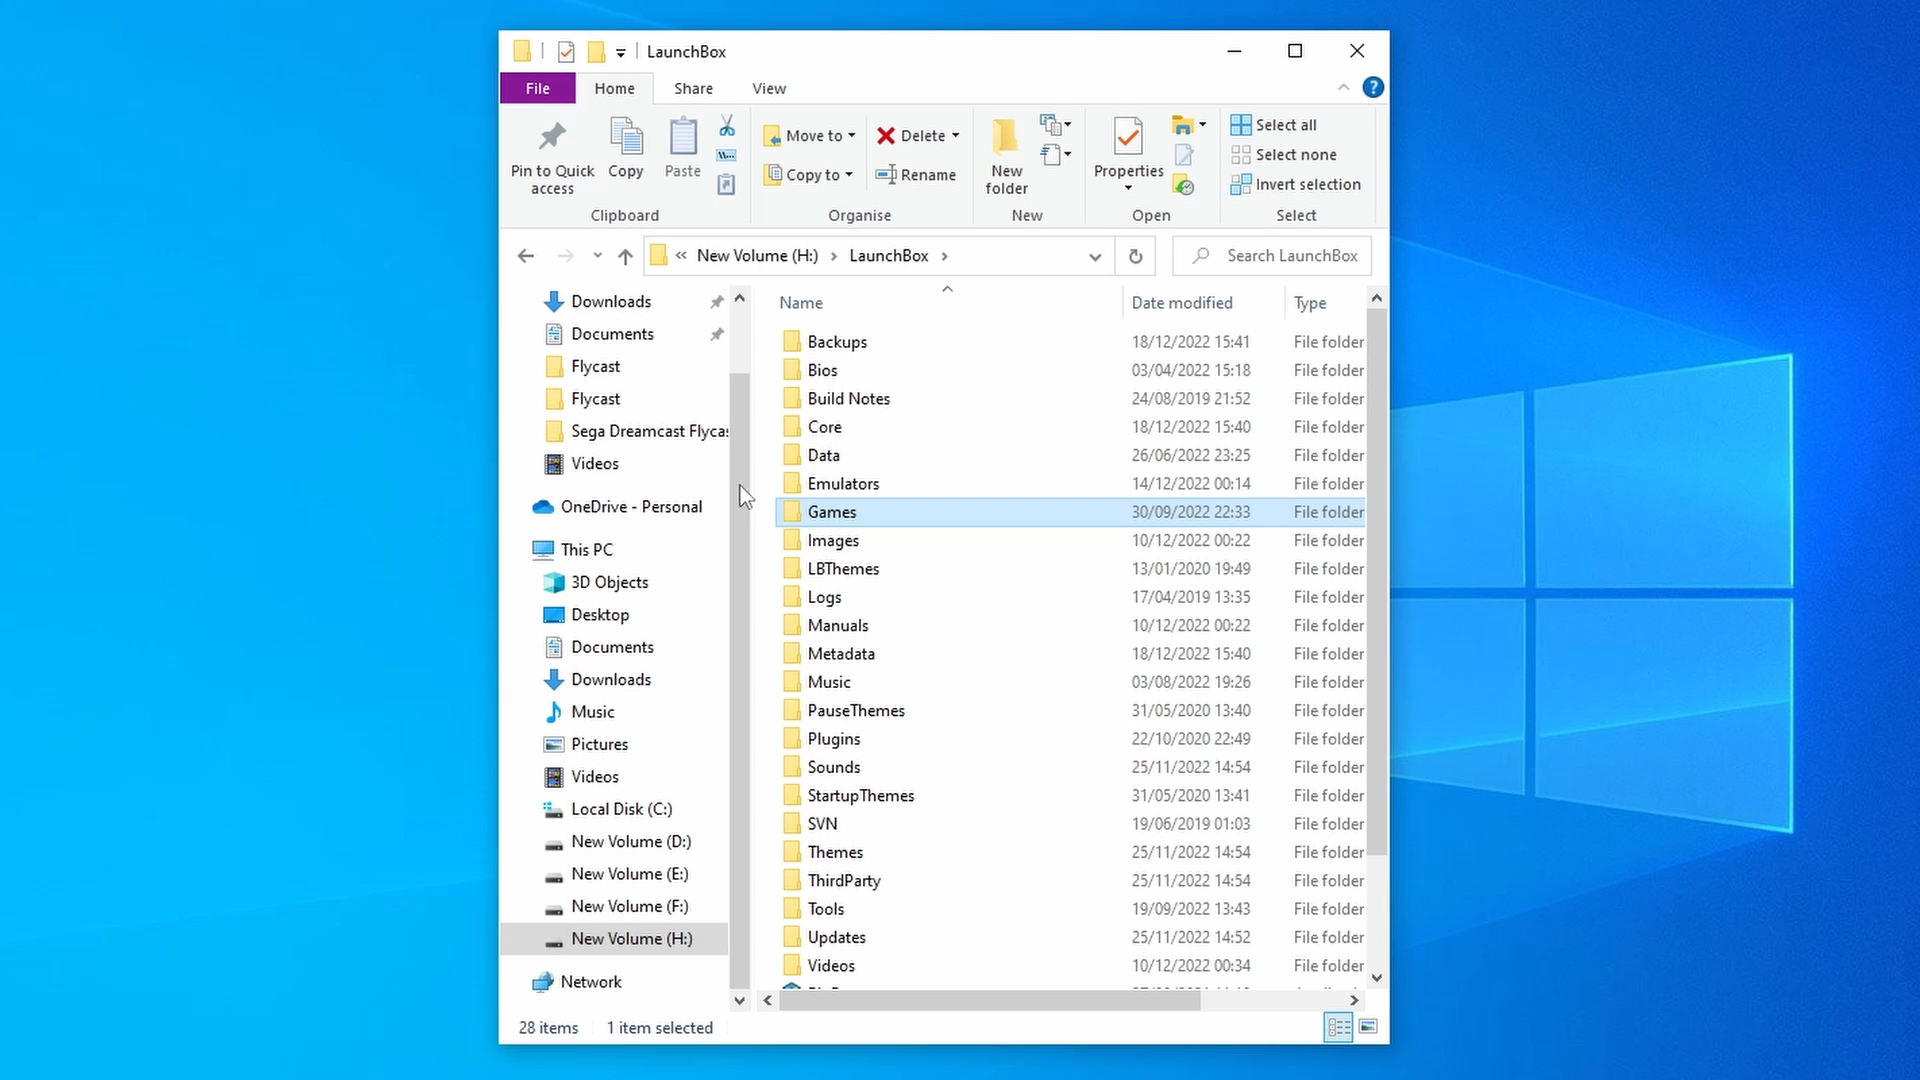 LaunchBox
File Home Share View
Pin to Quick access
Copy
Paste
Move to
Copy to
Delete
Rename
New folder
Properties
Select all
Select none
Invert selection
Clipboard Organise New Open Select
« New Volume (H:) › LaunchBox ›
Search LaunchBox
Downloads
Documents
Flycast
Flycast
Sega Dreamcast Flycas
Videos
OneDrive - Personal
This PC
3D Objects
Desktop
Documents
Downloads
Music
Pictures
Videos
Local Disk (C:)
New Volume (D:)
New Volume (E:)
New Volume (F:)
New Volume (H:)
Network
Name Date modified Type
Backups 18/12/2022 15:41 File folder
Bios 03/04/2022 15:18 File folder
Build Notes 24/08/2019 21:52 File folder
Core 18/12/2022 15:40 File folder
Data 26/06/2022 23:25 File folder
Emulators 14/12/2022 00:14 File folder
Games 30/09/2022 22:33 File folder
Images 10/12/2022 00:22 File folder
LBThemes 13/01/2020 19:49 File folder
Logs 17/04/2019 13:35 File folder
Manuals 10/12/2022 00:22 File folder
Metadata 18/12/2022 15:40 File folder
Music 03/08/2022 19:26 File folder
PauseThemes 31/05/2020 13:40 File folder
Plugins 22/10/2020 22:49 File folder
Sounds 25/11/2022 14:54 File folder
StartupThemes 31/05/2020 13:41 File folder
SVN 19/06/2019 01:03 File folder
Themes 25/11/2022 14:54 File folder
ThirdParty 25/11/2022 14:54 File folder
Tools 19/09/2022 13:43 File folder
Updates 25/11/2022 14:52 File folder
Videos 10/12/2022 00:34 File folder
28 items 1 item selected